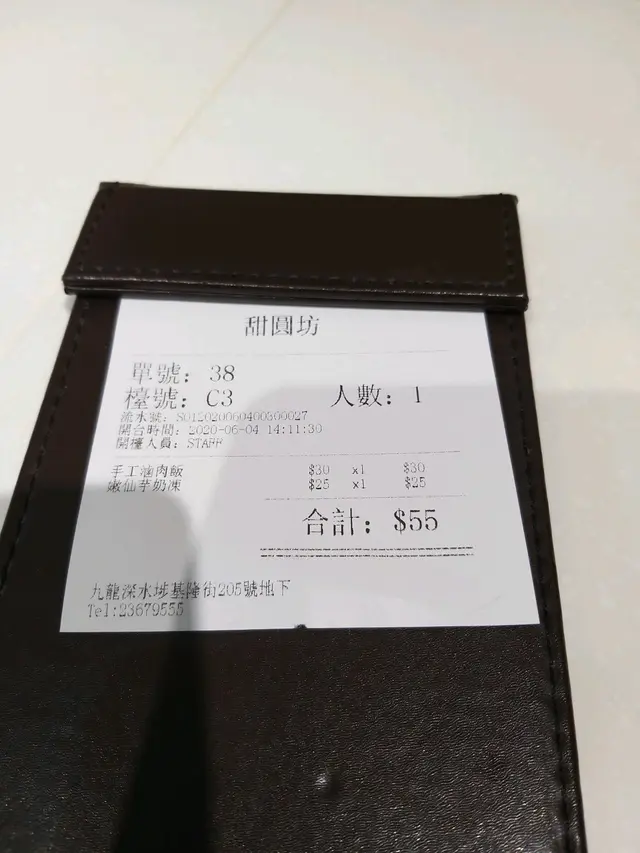 甜圓坊
單號：38
檯號：C3 人數：1
流水號：S01202006040030027
開台時間：2020-06-04 14:11:30
開檯人員：STAFF
手工滷肉飯 $30 x1 $30
嫩仙芋奶凍 $25 x1 $25
合計：$55
九龍深水埗基隆街205號地下
Tel:23679555